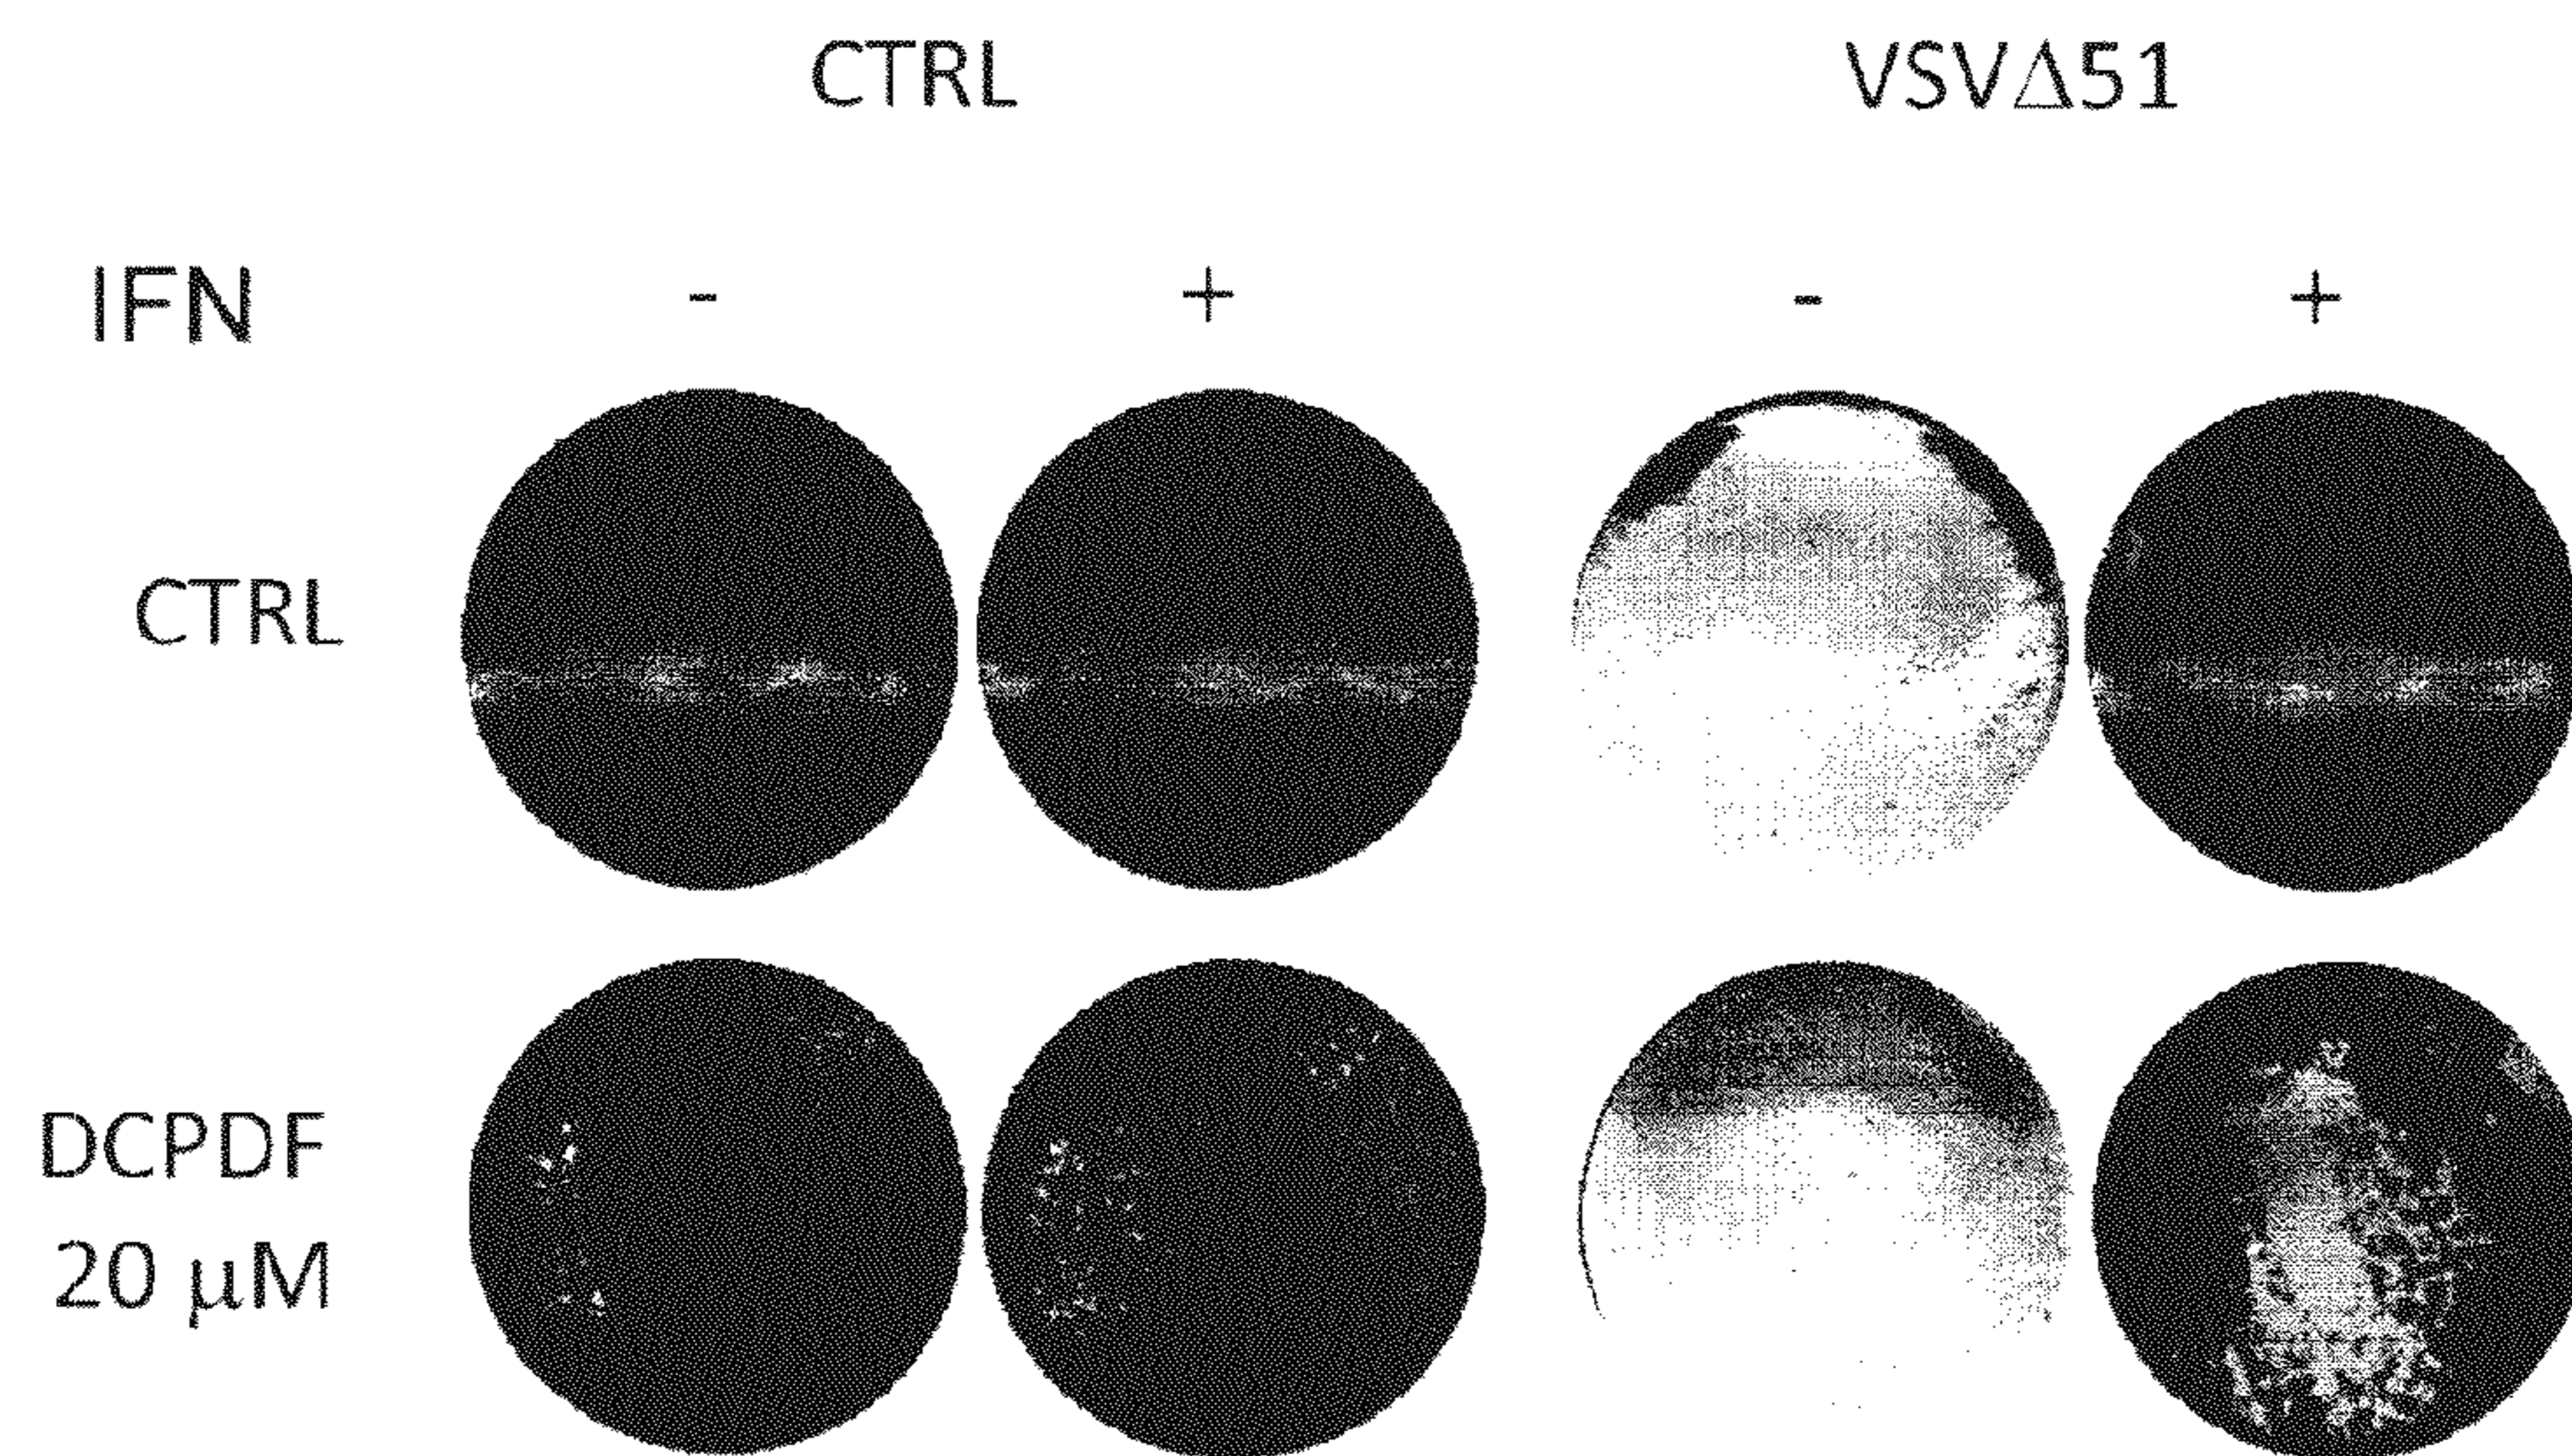 CTRL VSVΔ51
IFN - + - +
CTRL
DCPDF
20 μM